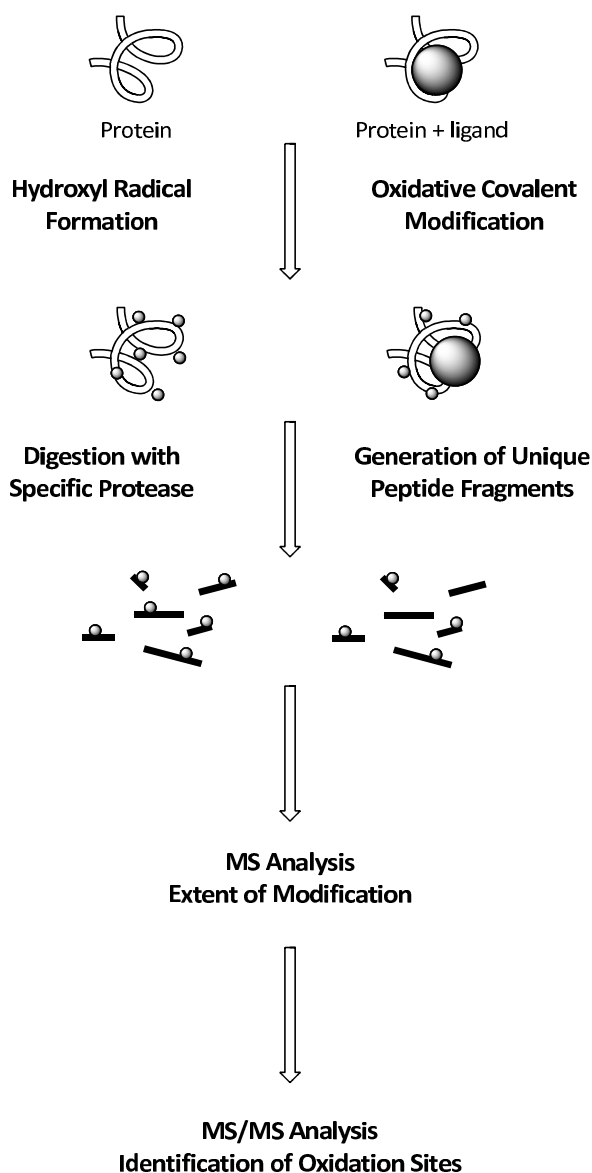 Protein
Protein + ligand
Hydroxyl Radical
Formation
Oxidative Covalent
Modification
Digestion with
Specific Protease
Generation of Unique
Peptide Fragments
MS Analysis
Extent of Modification
MS/MS Analysis
Identification of Oxidation Sites